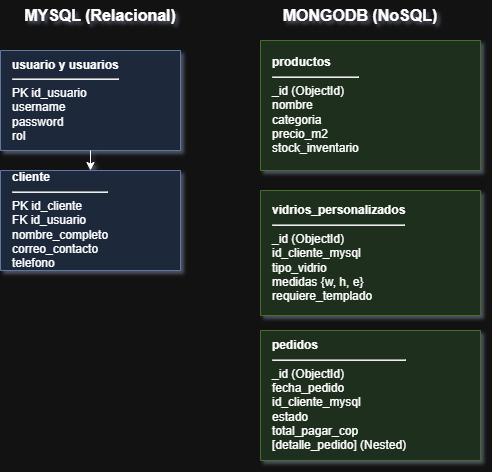 MYSQL (Relacional)
usuario y usuarios
PK id_usuario
username
password
rol
cliente
PK id_cliente
FK id_usuario
nombre_completo
correo_contacto
telefono
MONGODB (NoSQL)
productos
_id (ObjectId)
nombre
categoria
precio_m2
stock_inventario
vidrios_personalizados
_id (ObjectId)
id_cliente_mysql
tipo_vidrio
medidas {w, h, e}
requiere_templado
pedidos
_id (ObjectId)
fecha_pedido
id_cliente_mysql
estado
total_pagar_cop
[detalle_pedido] (Nested)